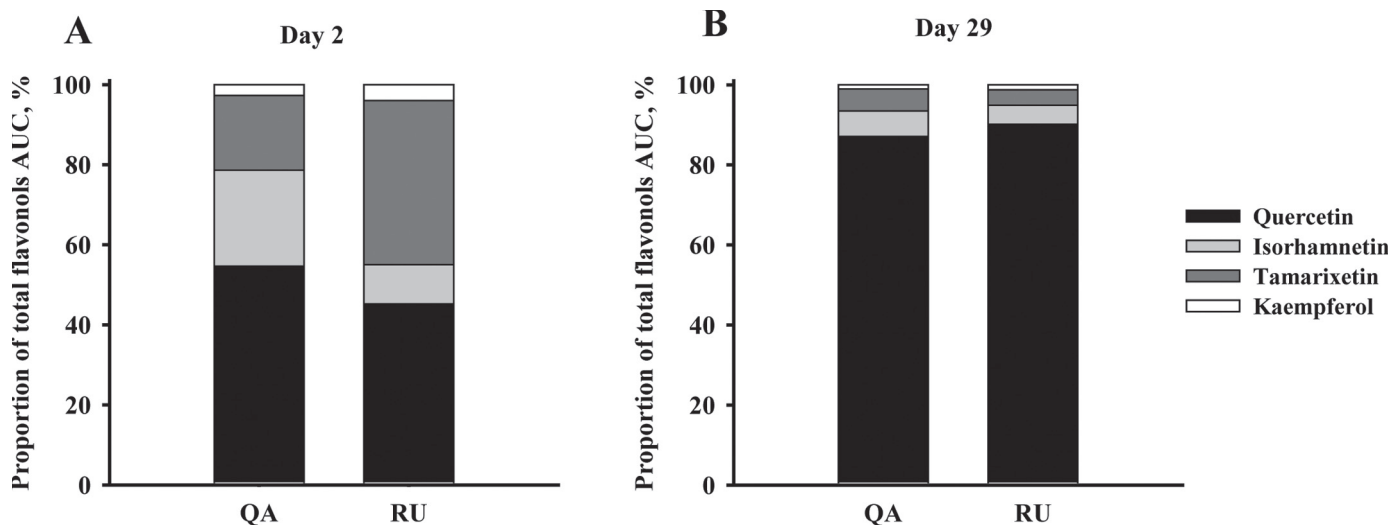 A
Day 2
Proportion of total flavonols AUC, %
100
80
60
40
20
0
QA
RU
B
Day 29
Proportion of total flavonols AUC, %
100
80
60
40
20
0
QA
RU
Quercetin
Isorhamnetin
Tamarixetin
Kaempferol